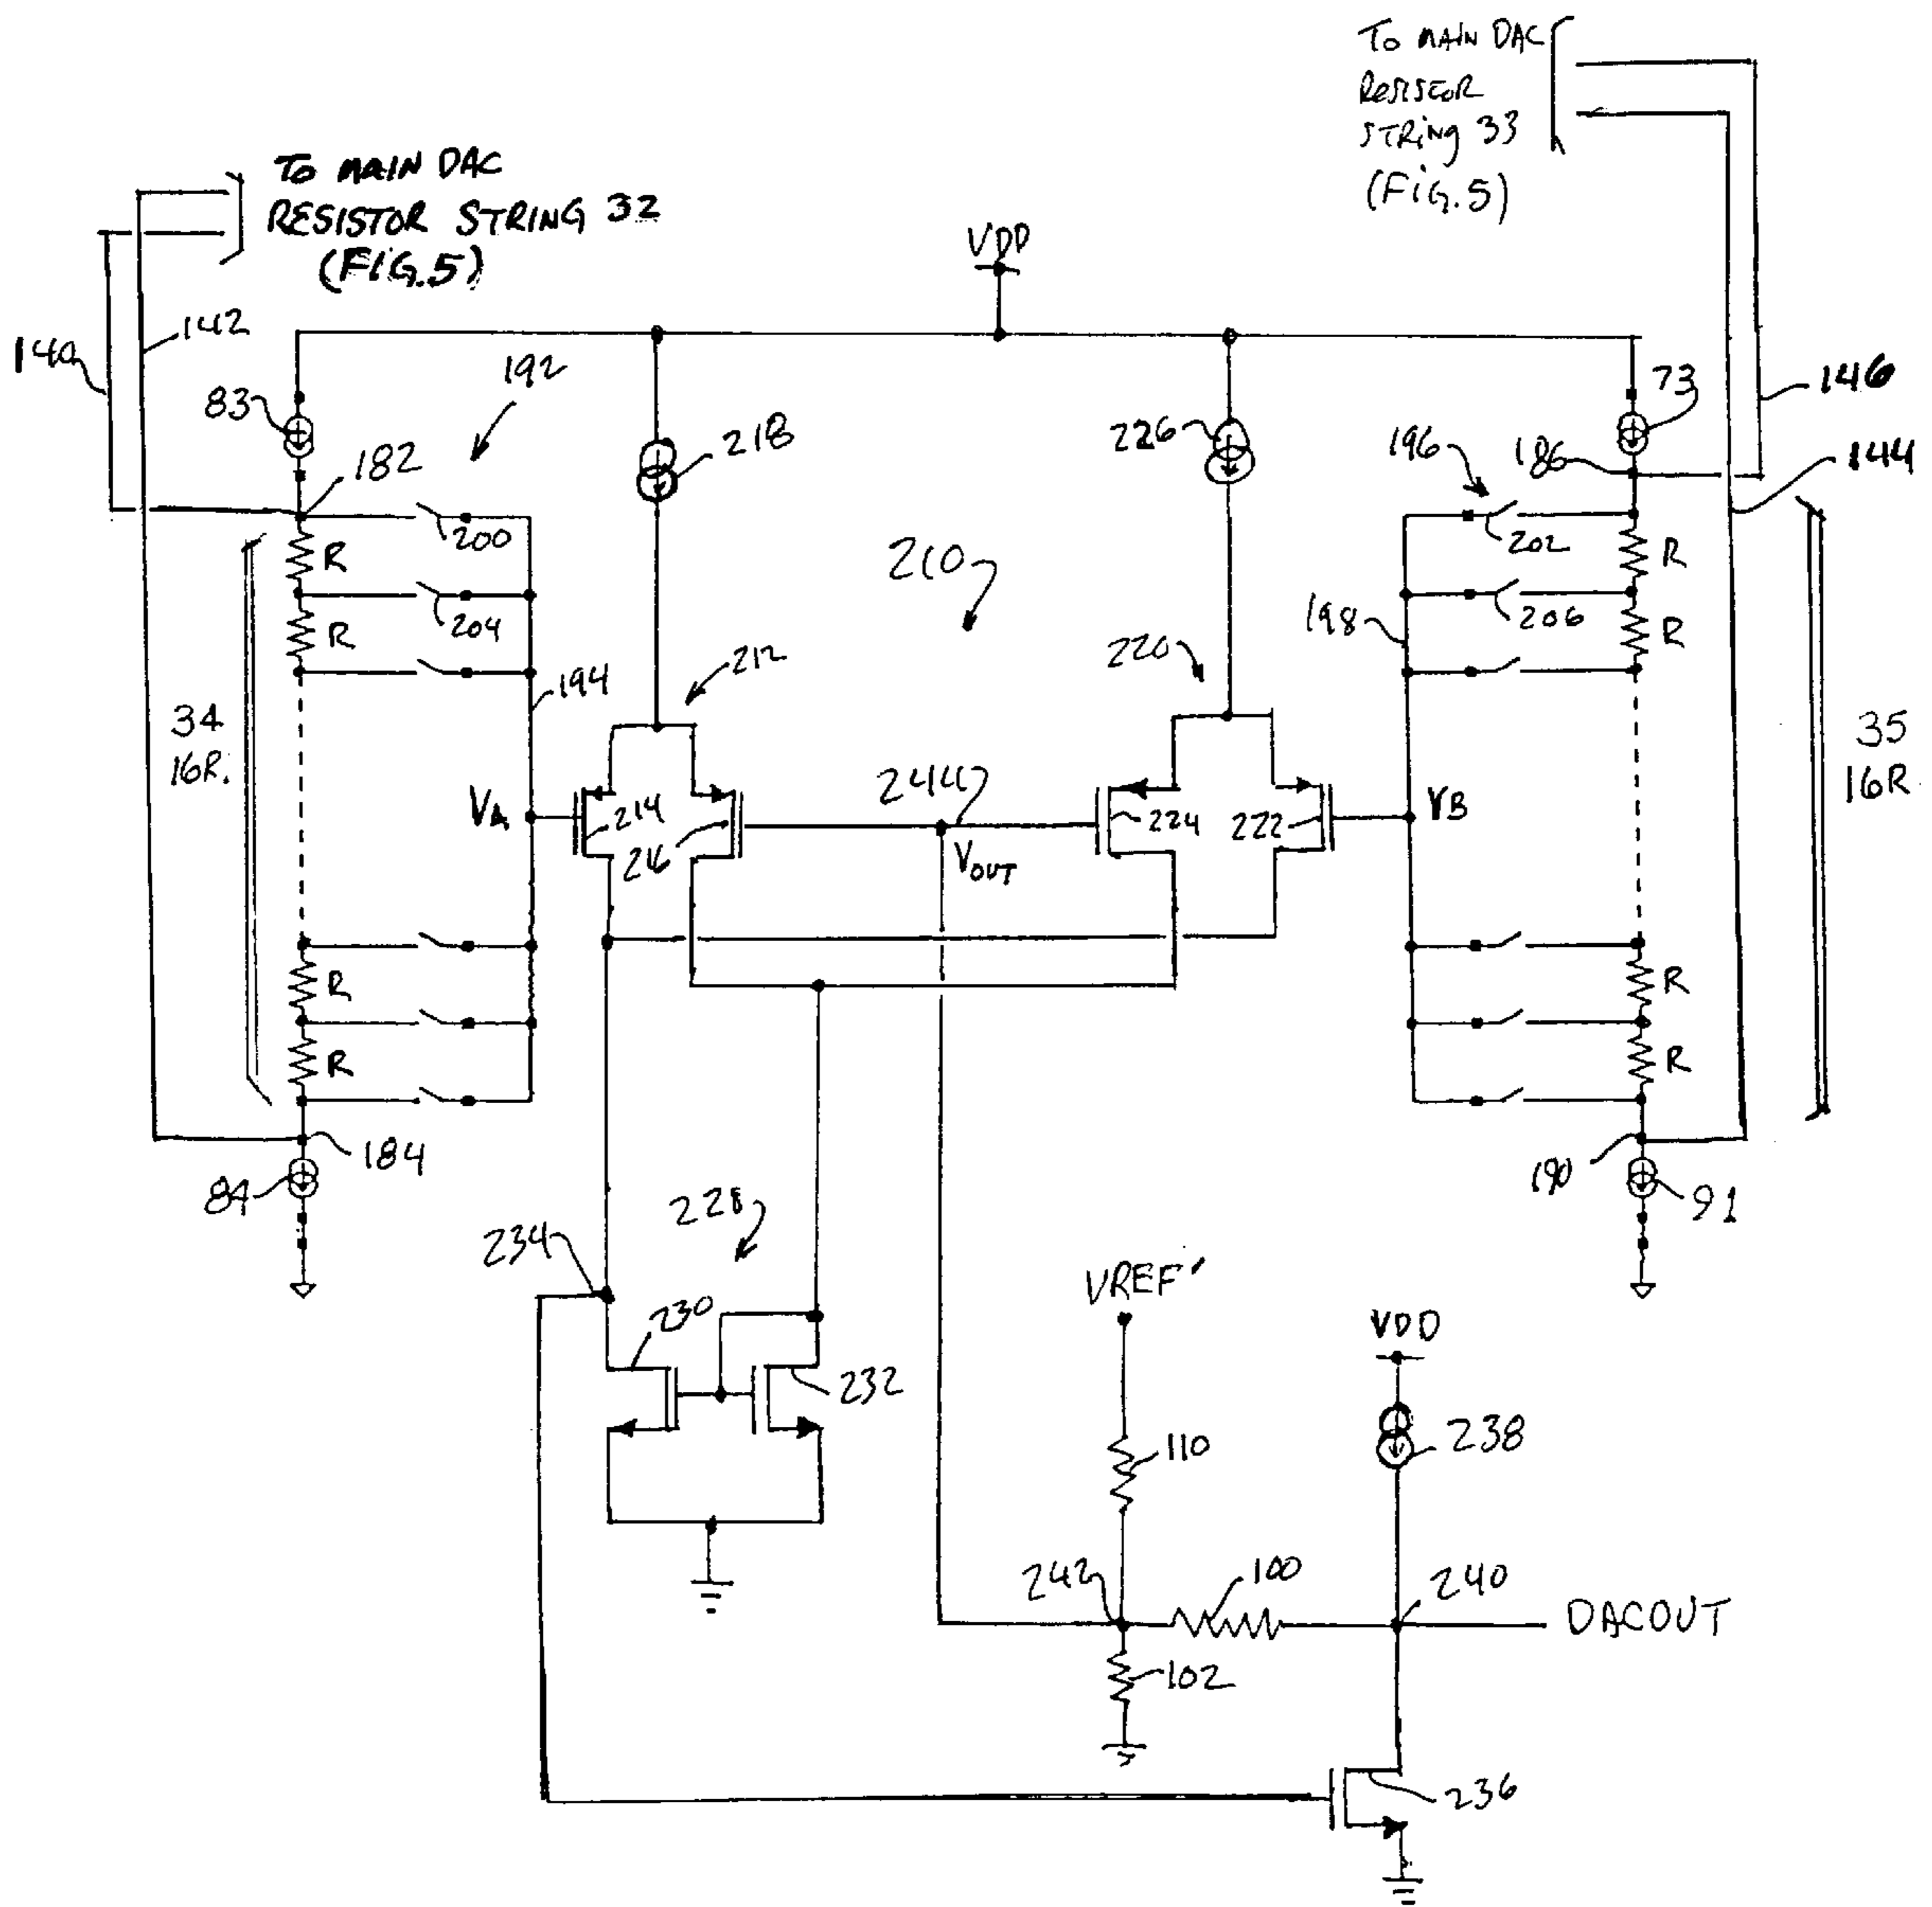 To MAIN DAC
RESISTOR
STRING 33
(FIG.5)
To MAIN DAC
RESISTOR STRING 32
(FIG.5)
VDD
142
140
192
146
73
83
218
226
196
186
144
182
200
202
R
R
210
204
206
198
R
R
212
220
194
34
16R.
35
16R
244
VA
214
224
222
VB
216
VOUT
R
R
R
R
184
190
84
91
228
234
VREF'
230
VDD
232
110
238
242
100
240
DACOUT
102
236